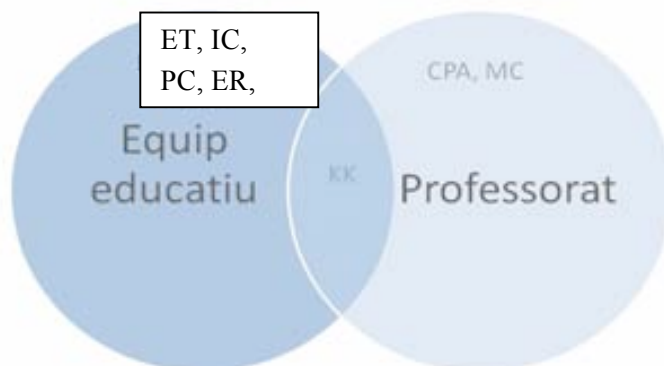 ET, IC,
PC, ER,
CPA, MC
Equip
educatiu
KK
Professorat